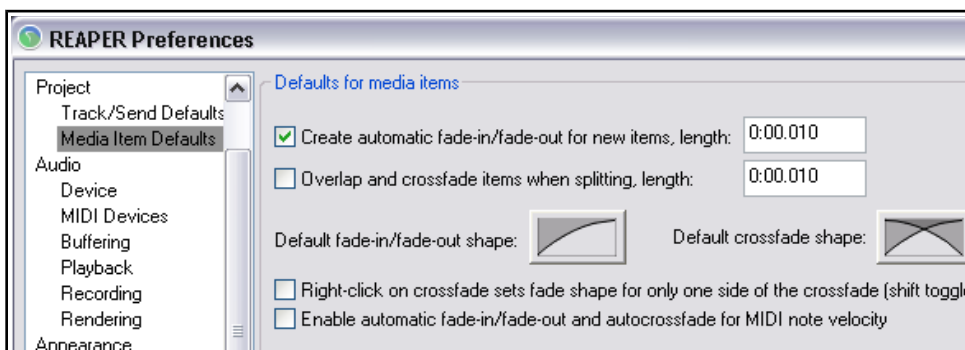 REAPER Preferences
Project
Track/Send Defaults
Media Item Defaults
Audio
Device
MIDI Devices
Buffering
Playback
Recording
Rendering
Appearance
Defaults for media items
Create automatic fade-in/fade-out for new items, length: 0:00.010
Overlap and crossfade items when splitting, length: 0:00.010
Default fade-in/fade-out shape: Default crossfade shape:
Right-click on crossfade sets fade shape for only one side of the crossfade (shift toggle
Enable automatic fade-in/fade-out and autocrossfade for MIDI note velocity